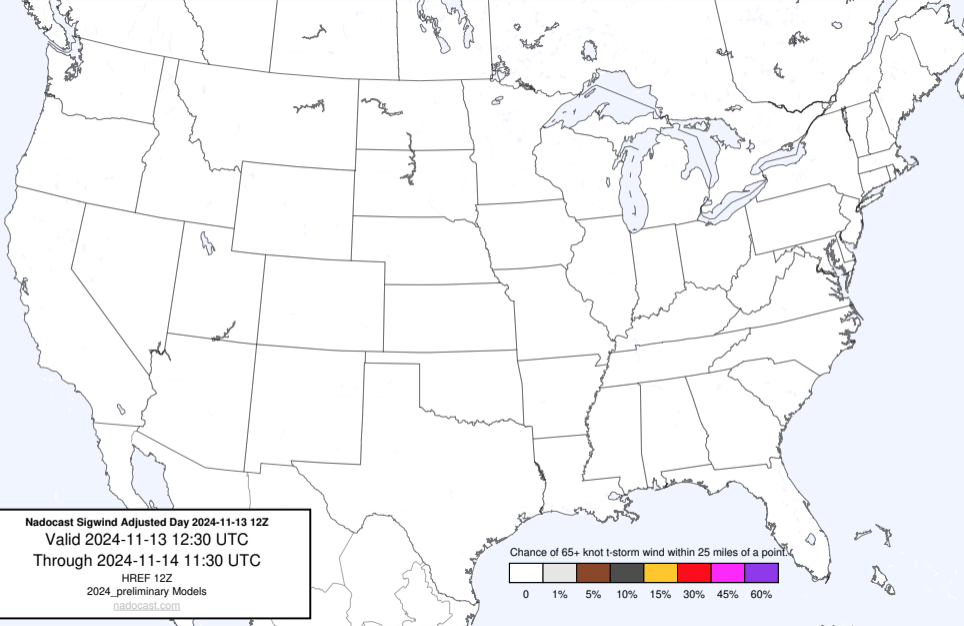 Nadocast Sigwind Adjusted Day 2024-11-13 12Z
Valid 2024-11-13 12:30 UTC
Through 2024-11-14 11:30 UTC
HREF 12Z
2024_preliminary Models
nadocast.com
Chance of 65+ knot t-storm wind within 25 miles of a point.
0 1% 5% 10% 15% 30% 45% 60%